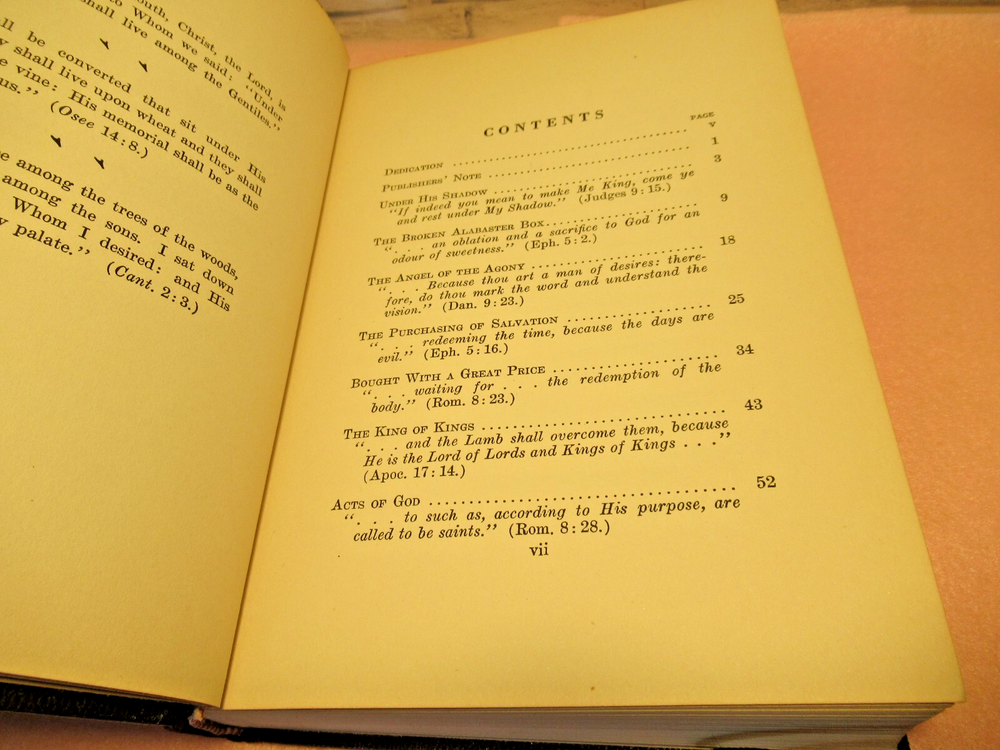 outh, Christ, the Lord, is
to Whom we said: "Under
shall live among the Gentiles."
ll be converted that sit under His
y shall live upon wheat and they shall
e vine: His memorial shall be as the
us." (Osee 14:8.)
e among the trees of the woods,
among the sons. I sat down
Whom I desired: and His
y palate." (Cant. 2:3.)
CONTENTS
PAGE
DEDICATION .......... v
PUBLISHERS' NOTE .......... 1
UNDER HIS SHADOW .......... 3
"If indeed you mean to make Me King, come ye
and rest under My Shadow." (Judges 9:15.)
THE BROKEN ALABASTER BOX .......... 9
". . . an oblation and a sacrifice to God for an
odour of sweetness." (Eph. 5:2.)
THE ANGEL OF THE AGONY .......... 18
". . . Because thou art a man of desires: there-
fore, do thou mark the word and understand the
vision." (Dan. 9:23.)
THE PURCHASING OF SALVATION .......... 25
". . . redeeming the time, because the days are
evil." (Eph. 5:16.)
BOUGHT WITH A GREAT PRICE .......... 34
". . . waiting for . . . the redemption of the
body." (Rom. 8:23.)
THE KING OF KINGS .......... 43
". . . and the Lamb shall overcome them, because
He is the Lord of Lords and Kings of Kings . . ."
(Apoc. 17:14.)
ACTS OF GOD .......... 52
". . . to such as, according to His purpose, are
called to be saints." (Rom. 8:28.)
vii